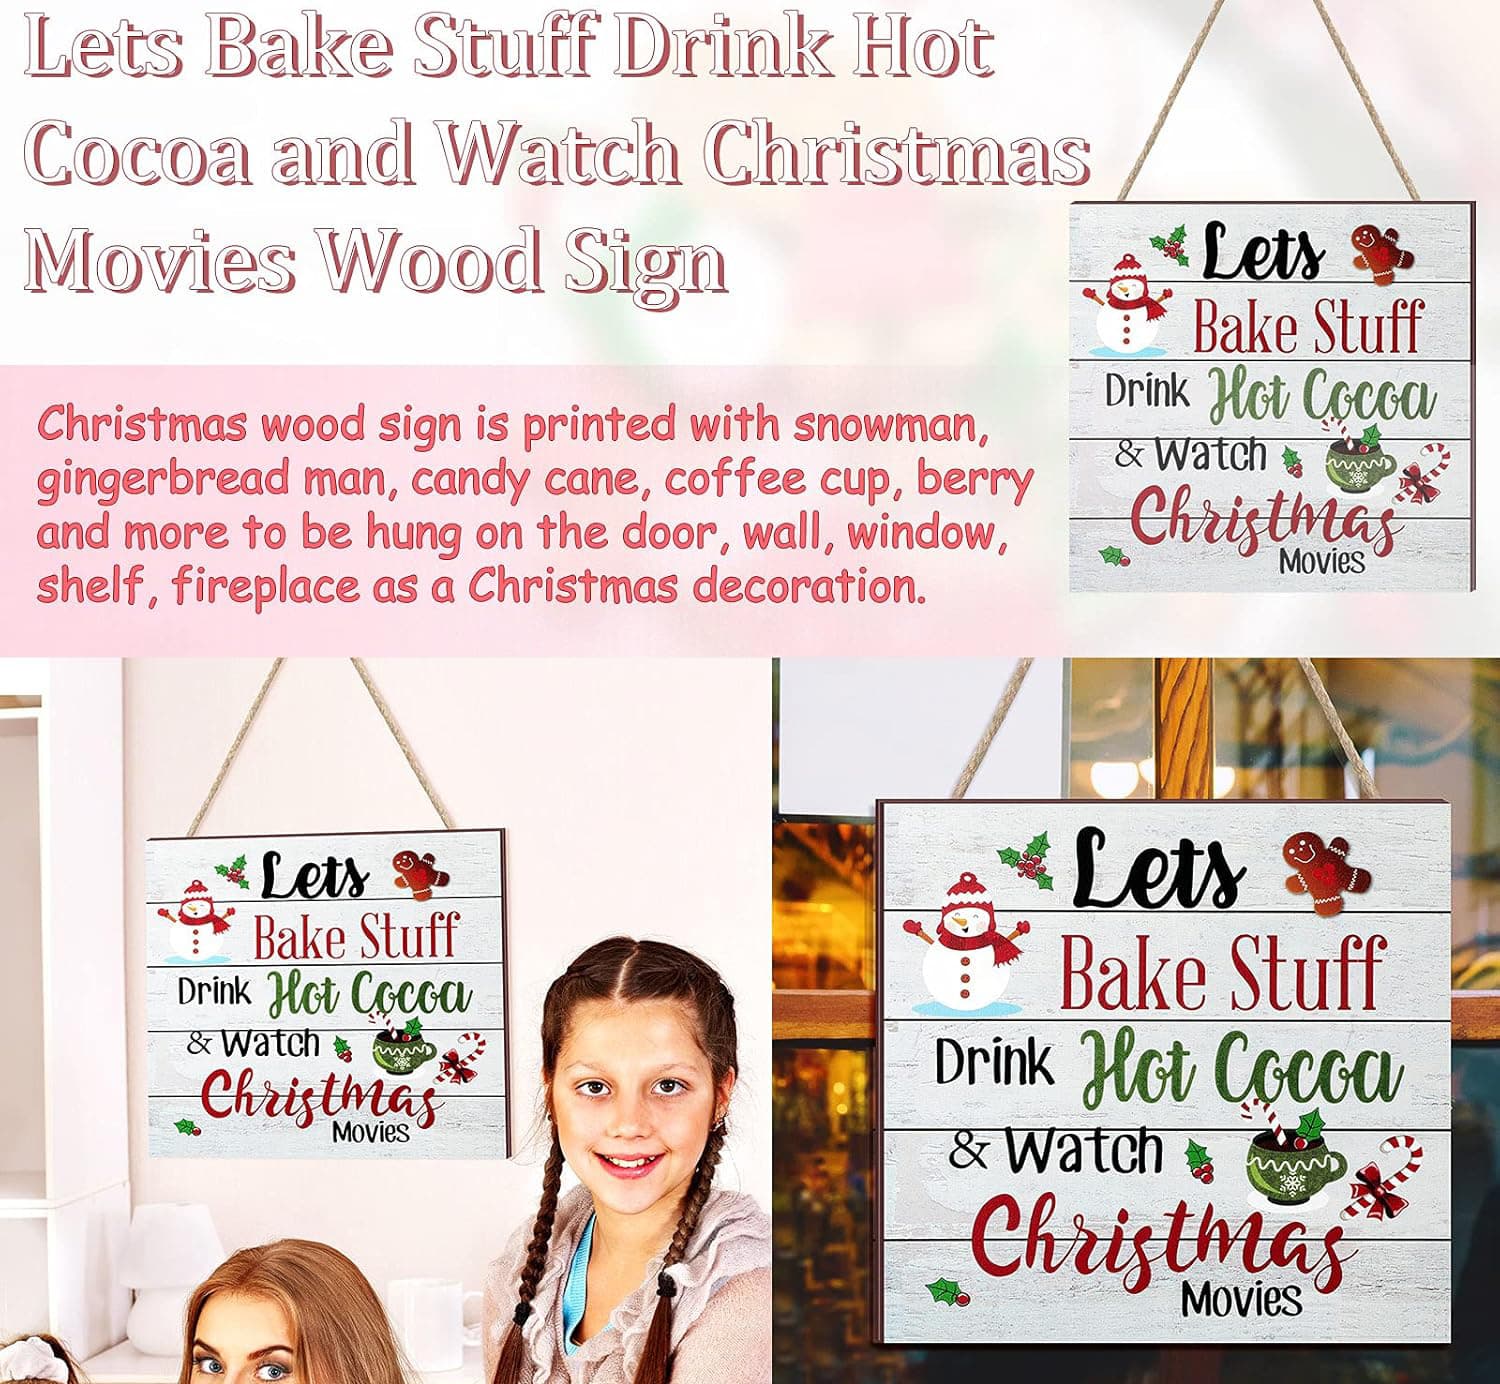 Lets Bake Stuff Drink Hot
Cocoa and Watch Christmas
Movies Wood Sign
Christmas wood sign is printed with snowman,
gingerbread man, candy cane, coffee cup, berry
and more to be hung on the door, wall, window,
shelf, fireplace as a Christmas decoration.
Lets
Bake Stuff
Drink Hot Cocoa
& Watch
Christmas
Movies
Lets
Bake Stuff
Drink Hot Cocoa
& Watch
Christmas
Movies
Lets
Bake Stuff
Drink Hot Cocoa
& Watch
Christmas
Movies